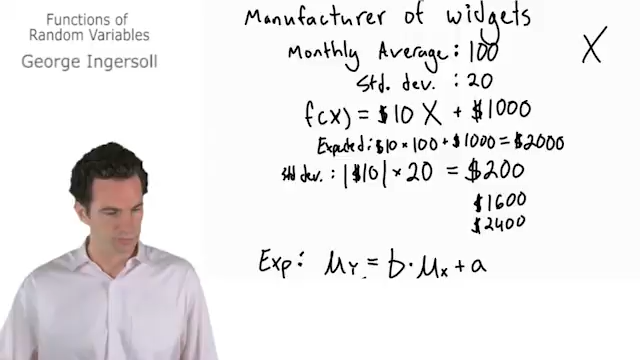 Functions of
Random Variables
George Ingersoll
Manufacturer of widgets
Monthly Average : 100
X
Std. dev. : 20
f(x) = $10 X + $1000
Expected : $10 × 100 + $1000 = $2000
Std dev. : |$10| × 20 = $200
$1600
$2400
Exp: μY = b · μx + a